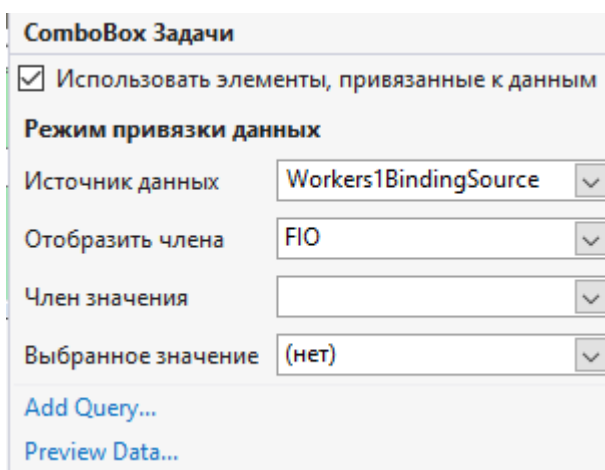 ComboBox Задачи
Использовать элементы, привязанные к данным
Режим привязки данных
Источник данных Workers1BindingSource
Отобразить члена FIO
Член значения
Выбранное значение (нет)
Add Query...
Preview Data...